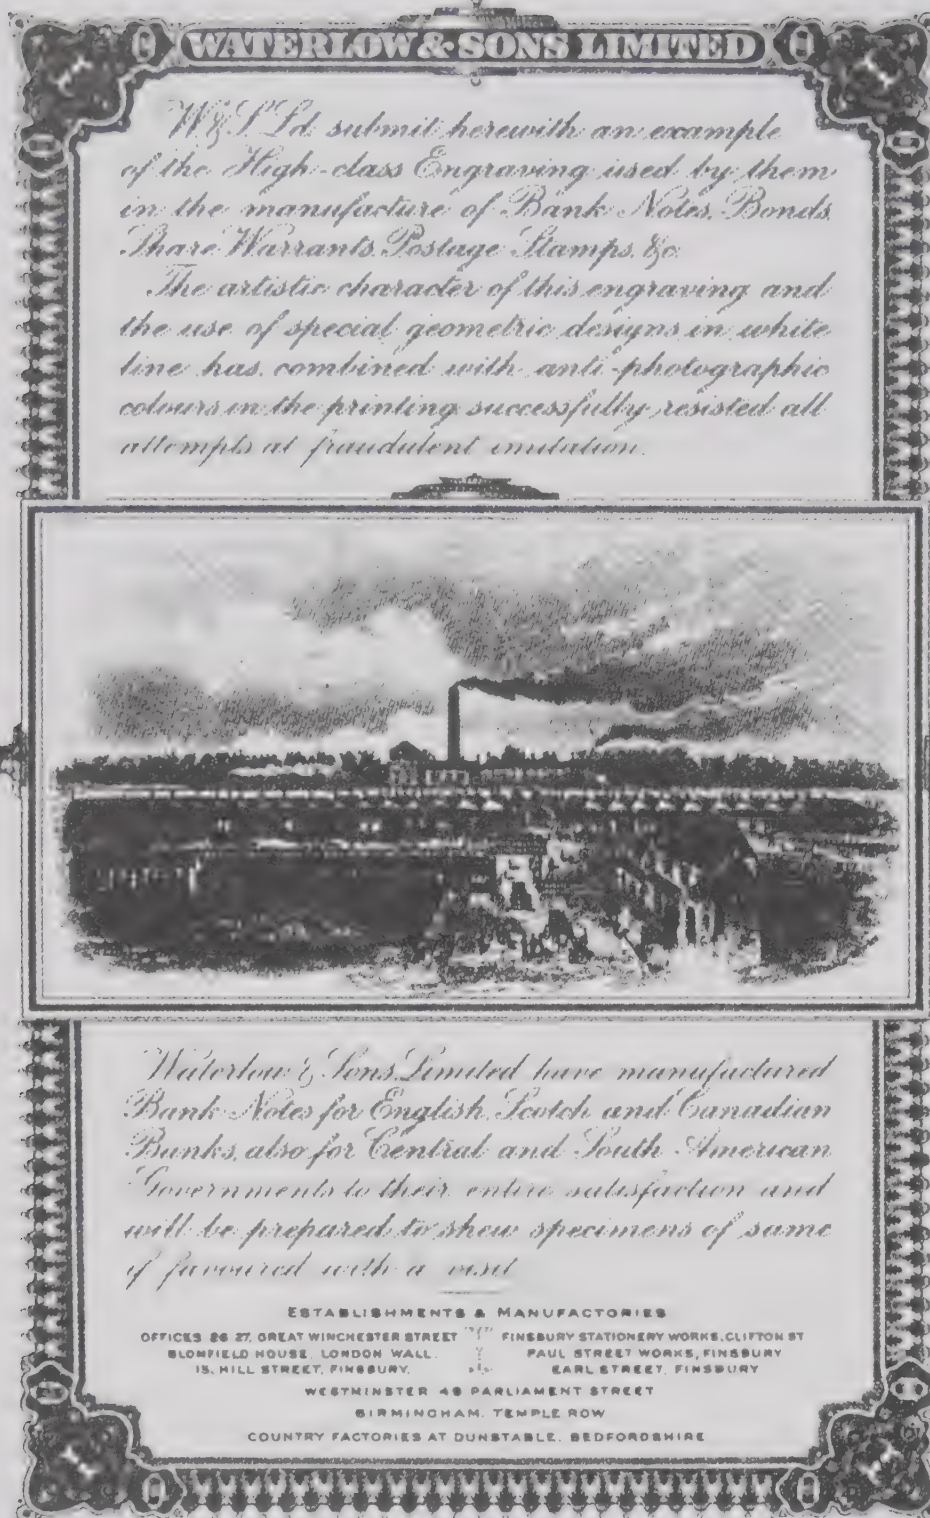 WATERLOW & SONS LIMITED
W & S Ld submit herewith an example
of the High-class Engraving used by them
in the manufacture of Bank Notes, Bonds,
Share Warrants, Postage Stamps, &c.
The artistic character of this engraving and
the use of special geometric designs in white
line has, combined with anti-photographic
colours in the printing successfully resisted all
attempts at fraudulent imitation.
Waterlow & Sons Limited have manufactured
Bank Notes for English, Scotch and Canadian
Banks, also for Central and South American
Governments to their entire satisfaction and
will be prepared to shew specimens of same
if favoured with a visit
ESTABLISHMENTS & MANUFACTORIES
OFFICES 26 27, GREAT WINCHESTER STREET
BLOMFIELD HOUSE, LONDON WALL.
15, HILL STREET, FINSBURY.
FINSBURY STATIONERY WORKS, CLIFTON ST
PAUL STREET WORKS, FINSBURY
EARL STREET, FINSBURY
WESTMINSTER 49 PARLIAMENT STREET
BIRMINGHAM, TEMPLE ROW
COUNTRY FACTORIES AT DUNSTABLE, BEDFORDSHIRE